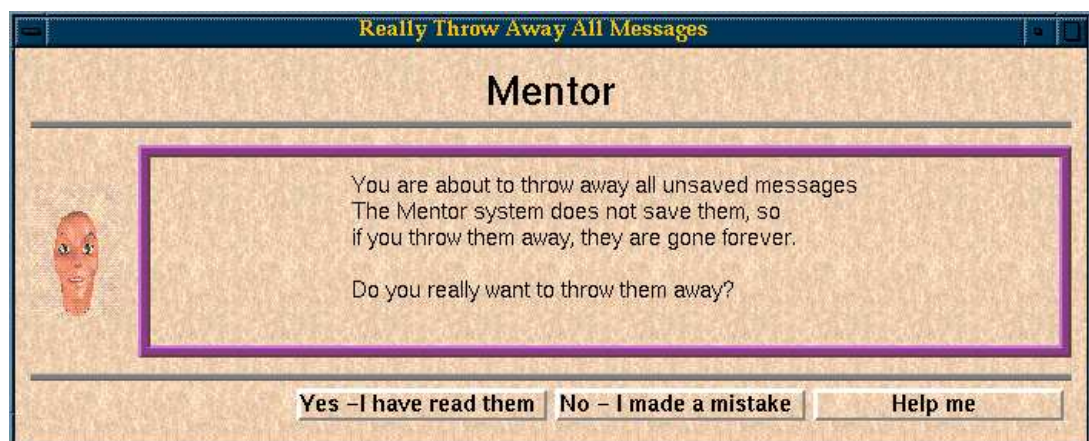 Really Throw Away All Messages
Mentor
You are about to throw away all unsaved messages
The Mentor system does not save them, so
if you throw them away, they are gone forever.
Do you really want to throw them away?
Yes –I have read them No – I made a mistake Help me